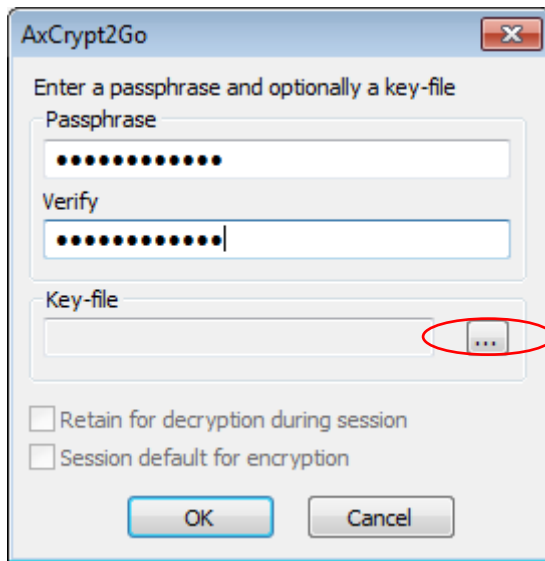 AxCrypt2Go
Enter a passphrase and optionally a key-file
Passphrase
●●●●●●●●●●●●
Verify
●●●●●●●●●●●●
Key-file
...
Retain for decryption during session
Session default for encryption
OK
Cancel